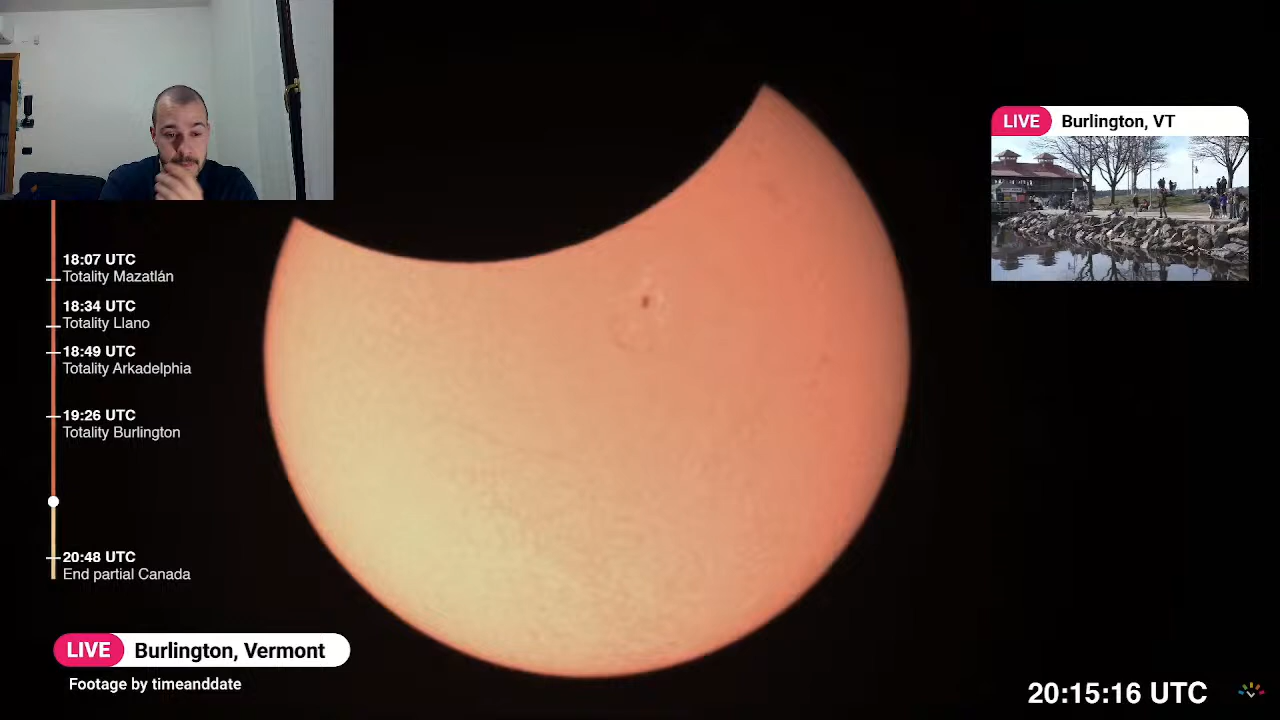 LIVE Burlington, VT
18:07 UTC
Totality Mazatlán
18:34 UTC
Totality Llano
18:49 UTC
Totality Arkadelphia
19:26 UTC
Totality Burlington
20:48 UTC
End partial Canada
LIVE Burlington, Vermont
Footage by timeanddate
20:15:16 UTC